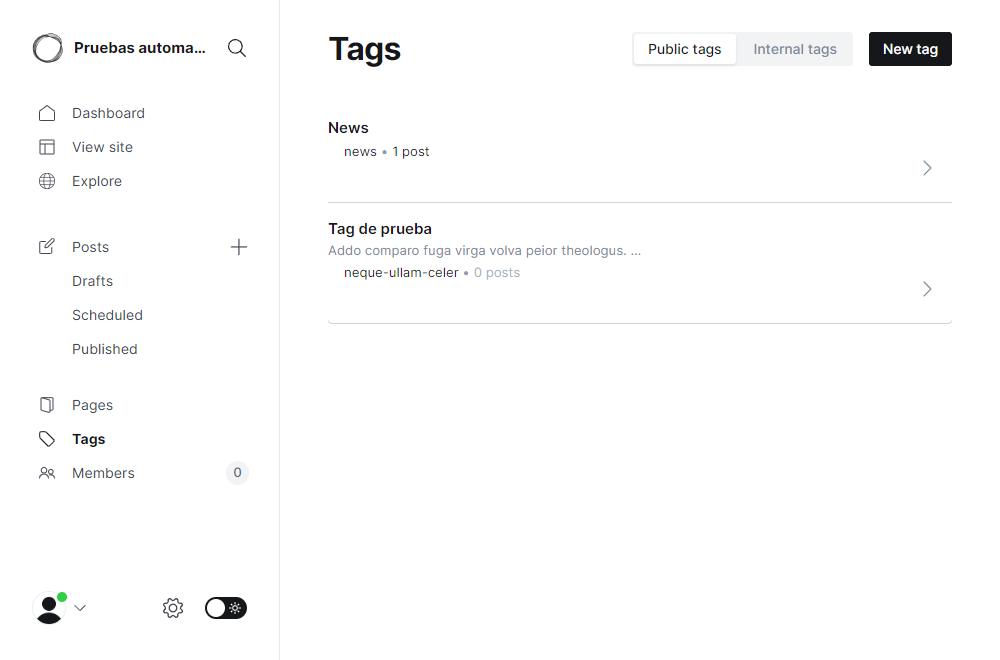 Pruebas automa...
Dashboard
View site
Explore
Posts
Drafts
Scheduled
Published
Pages
Tags
Members
0
Tags
Public tags
Internal tags
New tag
News
news • 1 post
Tag de prueba
Addo comparo fuga virga volva peior theologus. ...
neque-ullam-celer • 0 posts